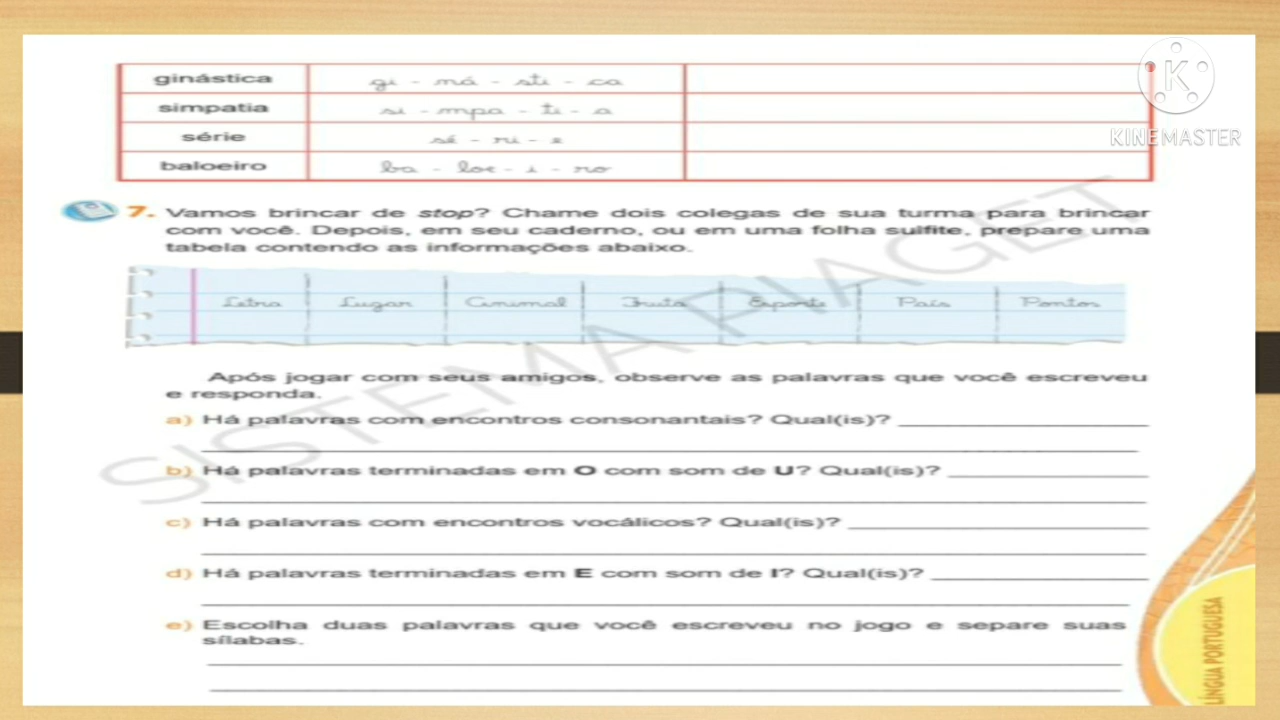 KINEMASTER
ginástica gi - ná - sti - ca
simpatia si - mpa - ti - a
série sé - ri - e
baloeiro ba - loe - i - ro
7. Vamos brincar de stop? Chame dois colegas de sua turma para brincar
com você. Depois, em seu caderno, ou em uma folha sulfite, prepare uma
tabela contendo as informações abaixo.
Letra Lugar Animal Fruta Esporte País Pontos
Após jogar com seus amigos, observe as palavras que você escreveu
e responda.
a) Há palavras com encontros consonantais? Qual(is)?
b) Há palavras terminadas em O com som de U? Qual(is)?
c) Há palavras com encontros vocálicos? Qual(is)?
d) Há palavras terminadas em E com som de I? Qual(is)?
e) Escolha duas palavras que você escreveu no jogo e separe suas
sílabas.
SISTEMA PIAGET
LÍNGUA PORTUGUESA